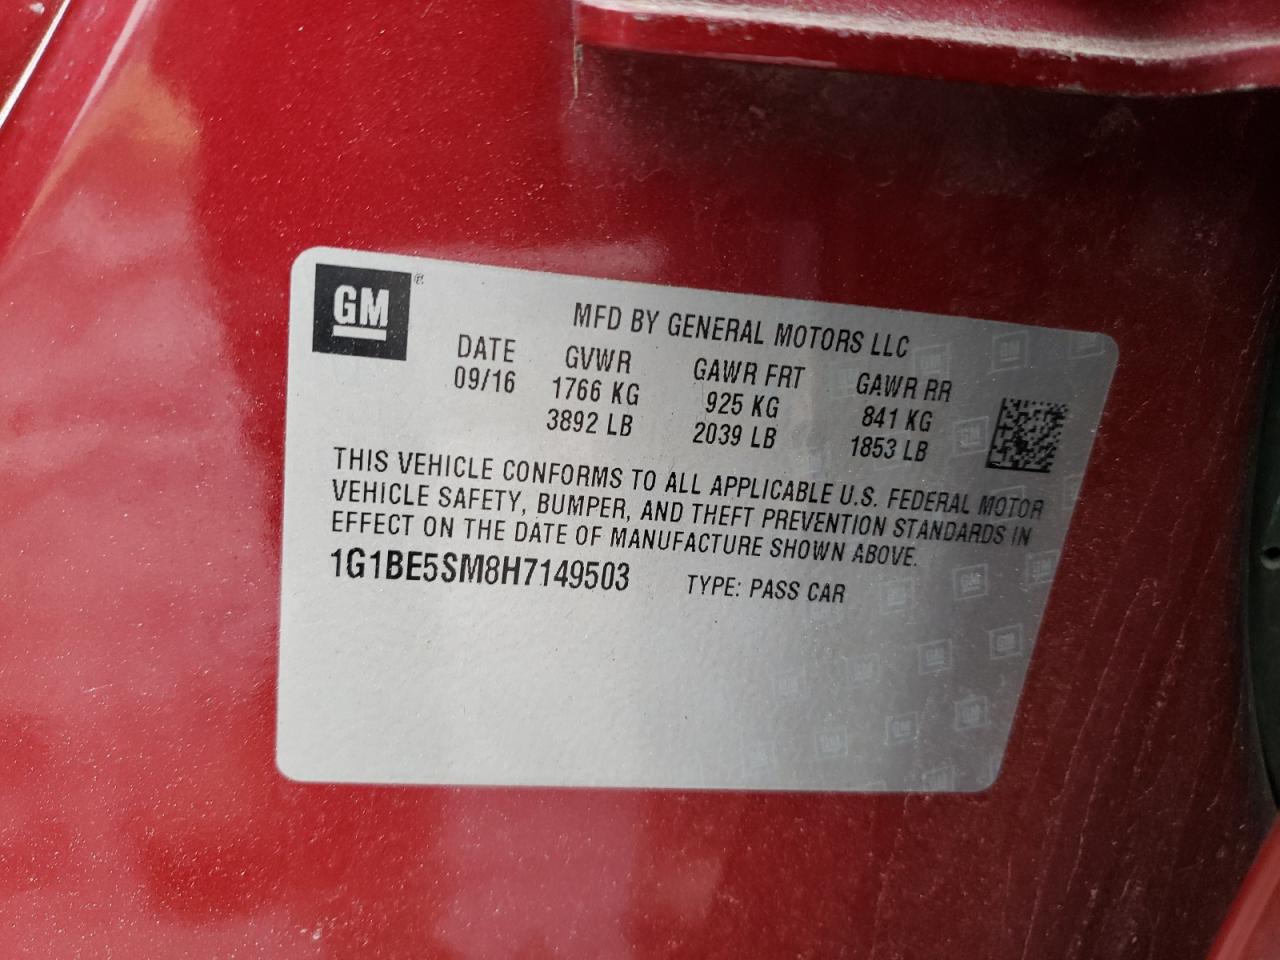 GM®
MFD BY GENERAL MOTORS LLC
DATE GVWR GAWR FRT GAWR RR
09/16 1766 KG 925 KG 841 KG
3892 LB 2039 LB 1853 LB
THIS VEHICLE CONFORMS TO ALL APPLICABLE U.S. FEDERAL MOTOR
VEHICLE SAFETY, BUMPER, AND THEFT PREVENTION STANDARDS IN
EFFECT ON THE DATE OF MANUFACTURE SHOWN ABOVE.
1G1BE5SM8H7149503 TYPE: PASS CAR